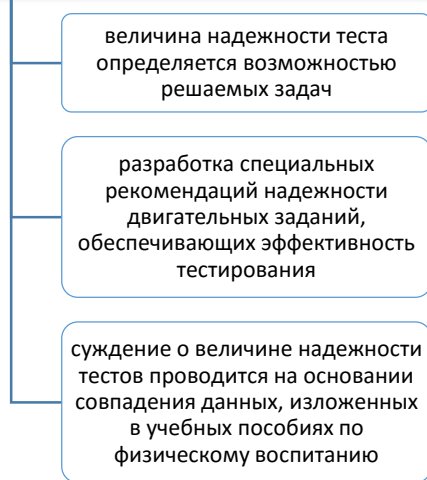 величина надежности теста
определяется возможностью
решаемых задач
разработка специальных
рекомендаций надежности
двигательных заданий,
обеспечивающих эффективность
тестирования
суждение о величине надежности
тестов проводится на основании
совпадения данных, изложенных
в учебных пособиях по
физическому воспитанию